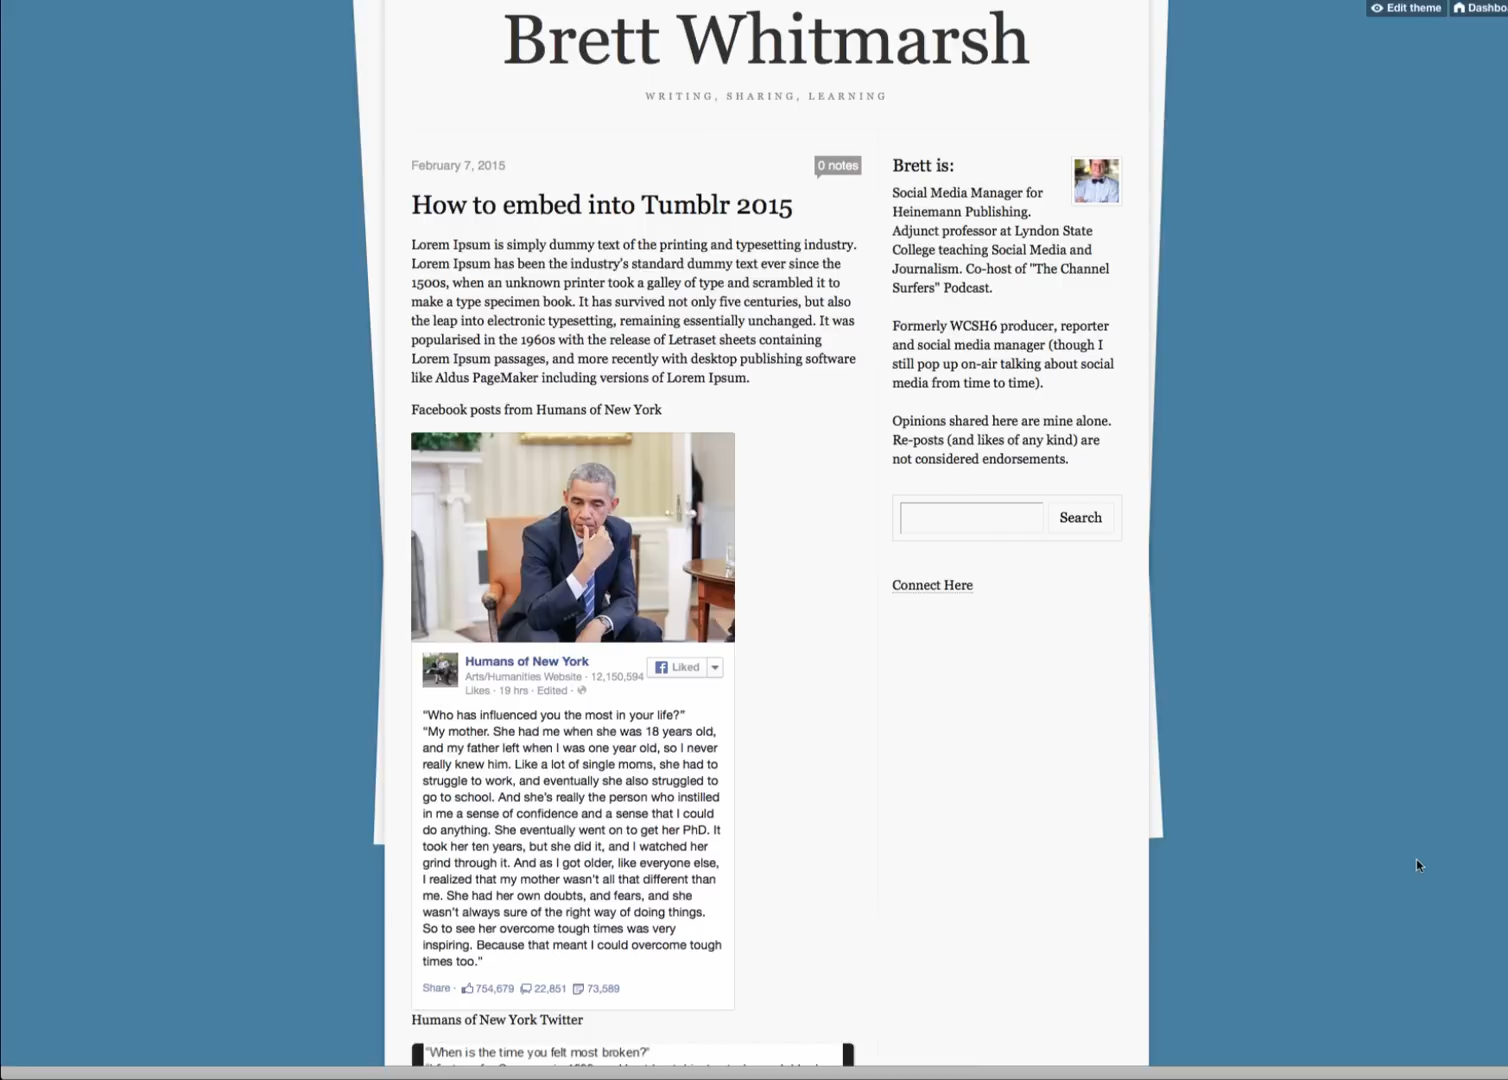 Edit theme
Dashbo
Brett Whitmarsh
WRITING, SHARING, LEARNING
February 7, 2015
0 notes
How to embed into Tumblr 2015
Lorem Ipsum is simply dummy text of the printing and typesetting industry.
Lorem Ipsum has been the industry's standard dummy text ever since the
1500s, when an unknown printer took a galley of type and scrambled it to
make a type specimen book. It has survived not only five centuries, but also
the leap into electronic typesetting, remaining essentially unchanged. It was
popularised in the 1960s with the release of Letraset sheets containing
Lorem Ipsum passages, and more recently with desktop publishing software
like Aldus PageMaker including versions of Lorem Ipsum.
Facebook posts from Humans of New York
Humans of New York
Arts/Humanities Website · 12,150,594
Likes · 19 hrs · Edited ·
Liked
"Who has influenced you the most in your life?"
"My mother. She had me when she was 18 years old,
and my father left when I was one year old, so I never
really knew him. Like a lot of single moms, she had to
struggle to work, and eventually she also struggled to
go to school. And she's really the person who instilled
in me a sense of confidence and a sense that I could
do anything. She eventually went on to get her PhD. It
took her ten years, but she did it, and I watched her
grind through it. And as I got older, like everyone else,
I realized that my mother wasn't all that different than
me. She had her own doubts, and fears, and she
wasn't always sure of the right way of doing things.
So to see her overcome tough times was very
inspiring. Because that meant I could overcome tough
times too."
Share · 754,679 22,851 73,589
Humans of New York Twitter
"When is the time you felt most broken?"
Brett is:
Social Media Manager for
Heinemann Publishing.
Adjunct professor at Lyndon State
College teaching Social Media and
Journalism. Co-host of "The Channel
Surfers" Podcast.
Formerly WCSH6 producer, reporter
and social media manager (though I
still pop up on-air talking about social
media from time to time).
Opinions shared here are mine alone.
Re-posts (and likes of any kind) are
not considered endorsements.
Search
Connect Here